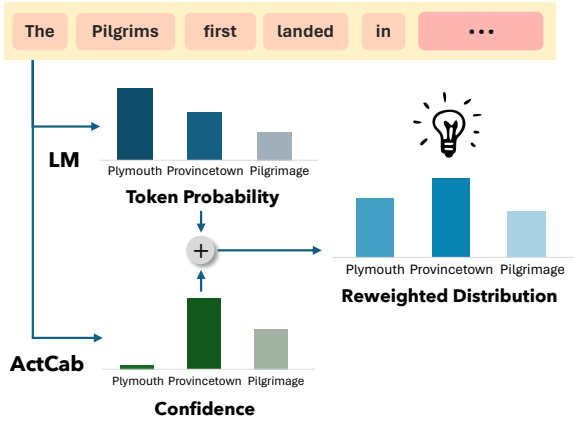 The Pilgrims first landed in ...
LM
Plymouth Provincetown Pilgrimage
Token Probability
+
Plymouth Provincetown Pilgrimage
Reweighted Distribution
ActCab
Plymouth Provincetown Pilgrimage
Confidence